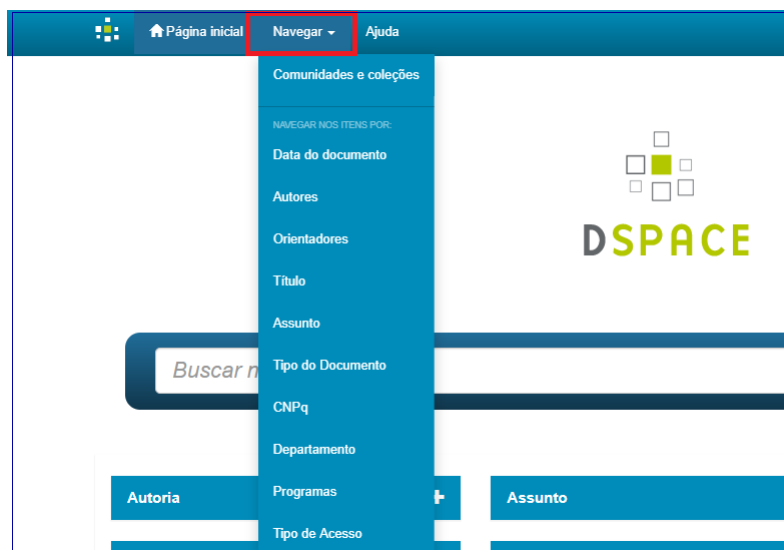 Página inicial Navegar Ajuda
Comunidades e coleções
NAVEGAR NOS ITENS POR:
Data do documento
Autores
Orientadores
Título
Assunto
Tipo do Documento
CNPq
Departamento
Programas
Tipo de Acesso
DSPACE
Buscar
Autoria
Assunto